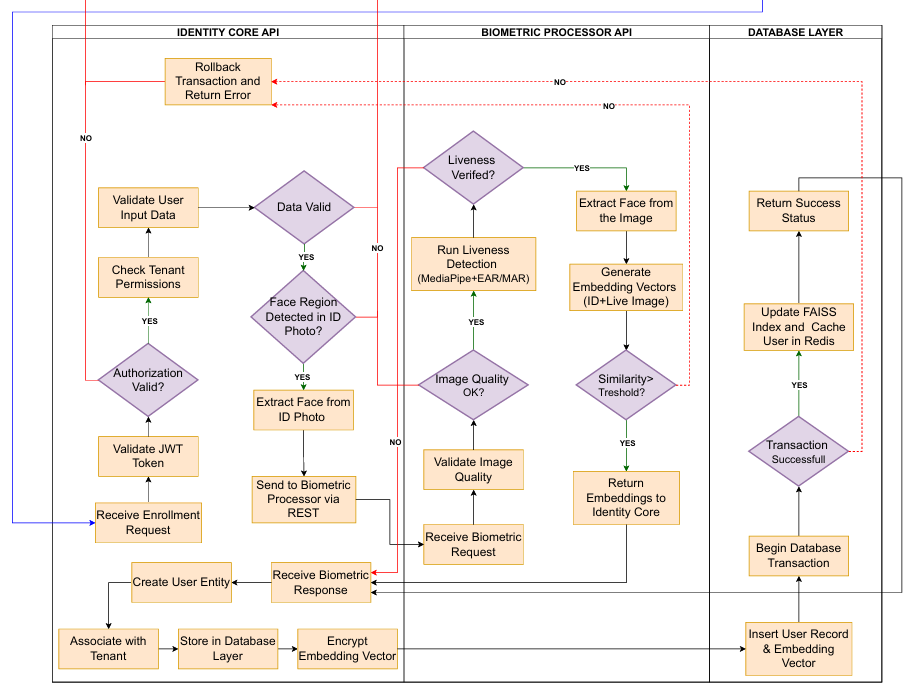 IDENTITY CORE API
BIOMETRIC PROCESSOR API
DATABASE LAYER
Rollback
Transaction and
Return Error
NO
NO
NO
Validate User
Input Data
Data Valid
NO
YES
Check Tenant
Permissions
YES
Face Region
Detected in ID
Photo?
YES
Authorization
Valid?
Extract Face from
ID Photo
Validate JWT
Token
Send to Biometric
Processor via
REST
Receive Enrollment
Request
Create User Entity
Receive Biometric
Response
Associate with
Tenant
Store in Database
Layer
Encrypt
Embedding Vector
Liveness
Verifed?
YES
Extract Face from
the Image
Run Liveness
Detection
(MediaPipe+EAR/MAR)
Generate
Embedding Vectors
(ID+Live Image)
YES
Image Quality
OK?
Similarity>
Treshold?
NO
YES
Validate Image
Quality
Return
Embeddings to
Identity Core
Receive Biometric
Request
Return Success
Status
Update FAISS
Index and Cache
User in Redis
YES
Transaction
Successfull
Begin Database
Transaction
Insert User Record
& Embedding
Vector